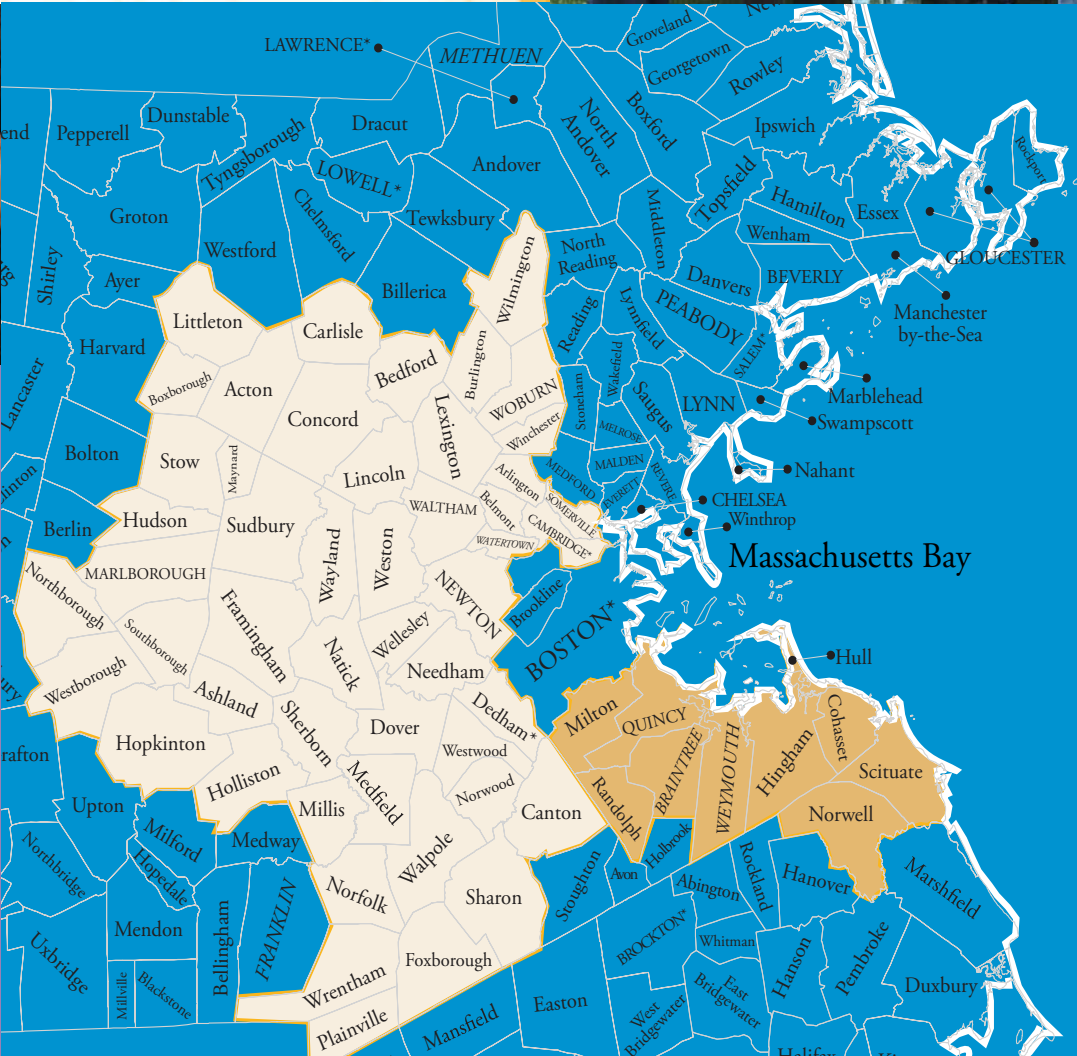 LAWRENCE*
METHUEN
Groveland
Georgetown
Rowley
end
Pepperell
Dunstable
Tyngsborough
Dracut
North
Andover
Boxford
Ipswich
Rockport
Andover
LOWELL*
Chelmsford
Tewksbury
Topsfield
Hamilton
Essex
Groton
Westford
Middleton
Wenham
GLOUCESTER
Shirley
Ayer
Billerica
Wilmington
North
Reading
Danvers
BEVERLY
Manchester
by-the-Sea
Littleton
Carlisle
Reading
Lynnfield
PEABODY
SALEM*
Harvard
Bedford
Burlington
Wakefield
Lancaster
Boxborough
Acton
Concord
Lexington
WOBURN
Stoneham
Saugus
LYNN
Marblehead
Swampscott
Bolton
Stow
Maynard
Lincoln
Winchester
MELROSE
MALDEN
MEDFORD
EVERETT
REVERE
Nahant
linton
Arlington
Belmont
SOMERVILLE
CAMBRIDGE*
WALTHAM
WATERTOWN
CHELSEA
Winthrop
Berlin
Hudson
Sudbury
Wayland
Weston
Massachusetts Bay
Northborough
MARLBOROUGH
Framingham
NEWTON
Brookline
BOSTON*
Southborough
Natick
Wellesley
Needham
Hull
Westborough
Ashland
Sherborn
Dover
Dedham*
Milton
QUINCY
Cohasset
rafton
Hopkinton
Holliston
Medfield
Westwood
Norwood
Canton
Randolph
BRAINTREE
WEYMOUTH
Hingham
Scituate
Norwell
Upton
Millis
Milford
Medway
Walpole
Holbrook
Northbridge
Hopedale
Norfolk
Sharon
Stoughton
Avon
Abington
Rockland
Hanover
Marshfield
Mendon
Bellingham
FRANKLIN
Foxborough
BROCKTON*
Whitman
Hanson
Pembroke
Uxbridge
Millville
Blackstone
Wrentham
Plainville
Mansfield
Easton
West
Bridgewater
East
Bridgewater
Duxbury
Halifax